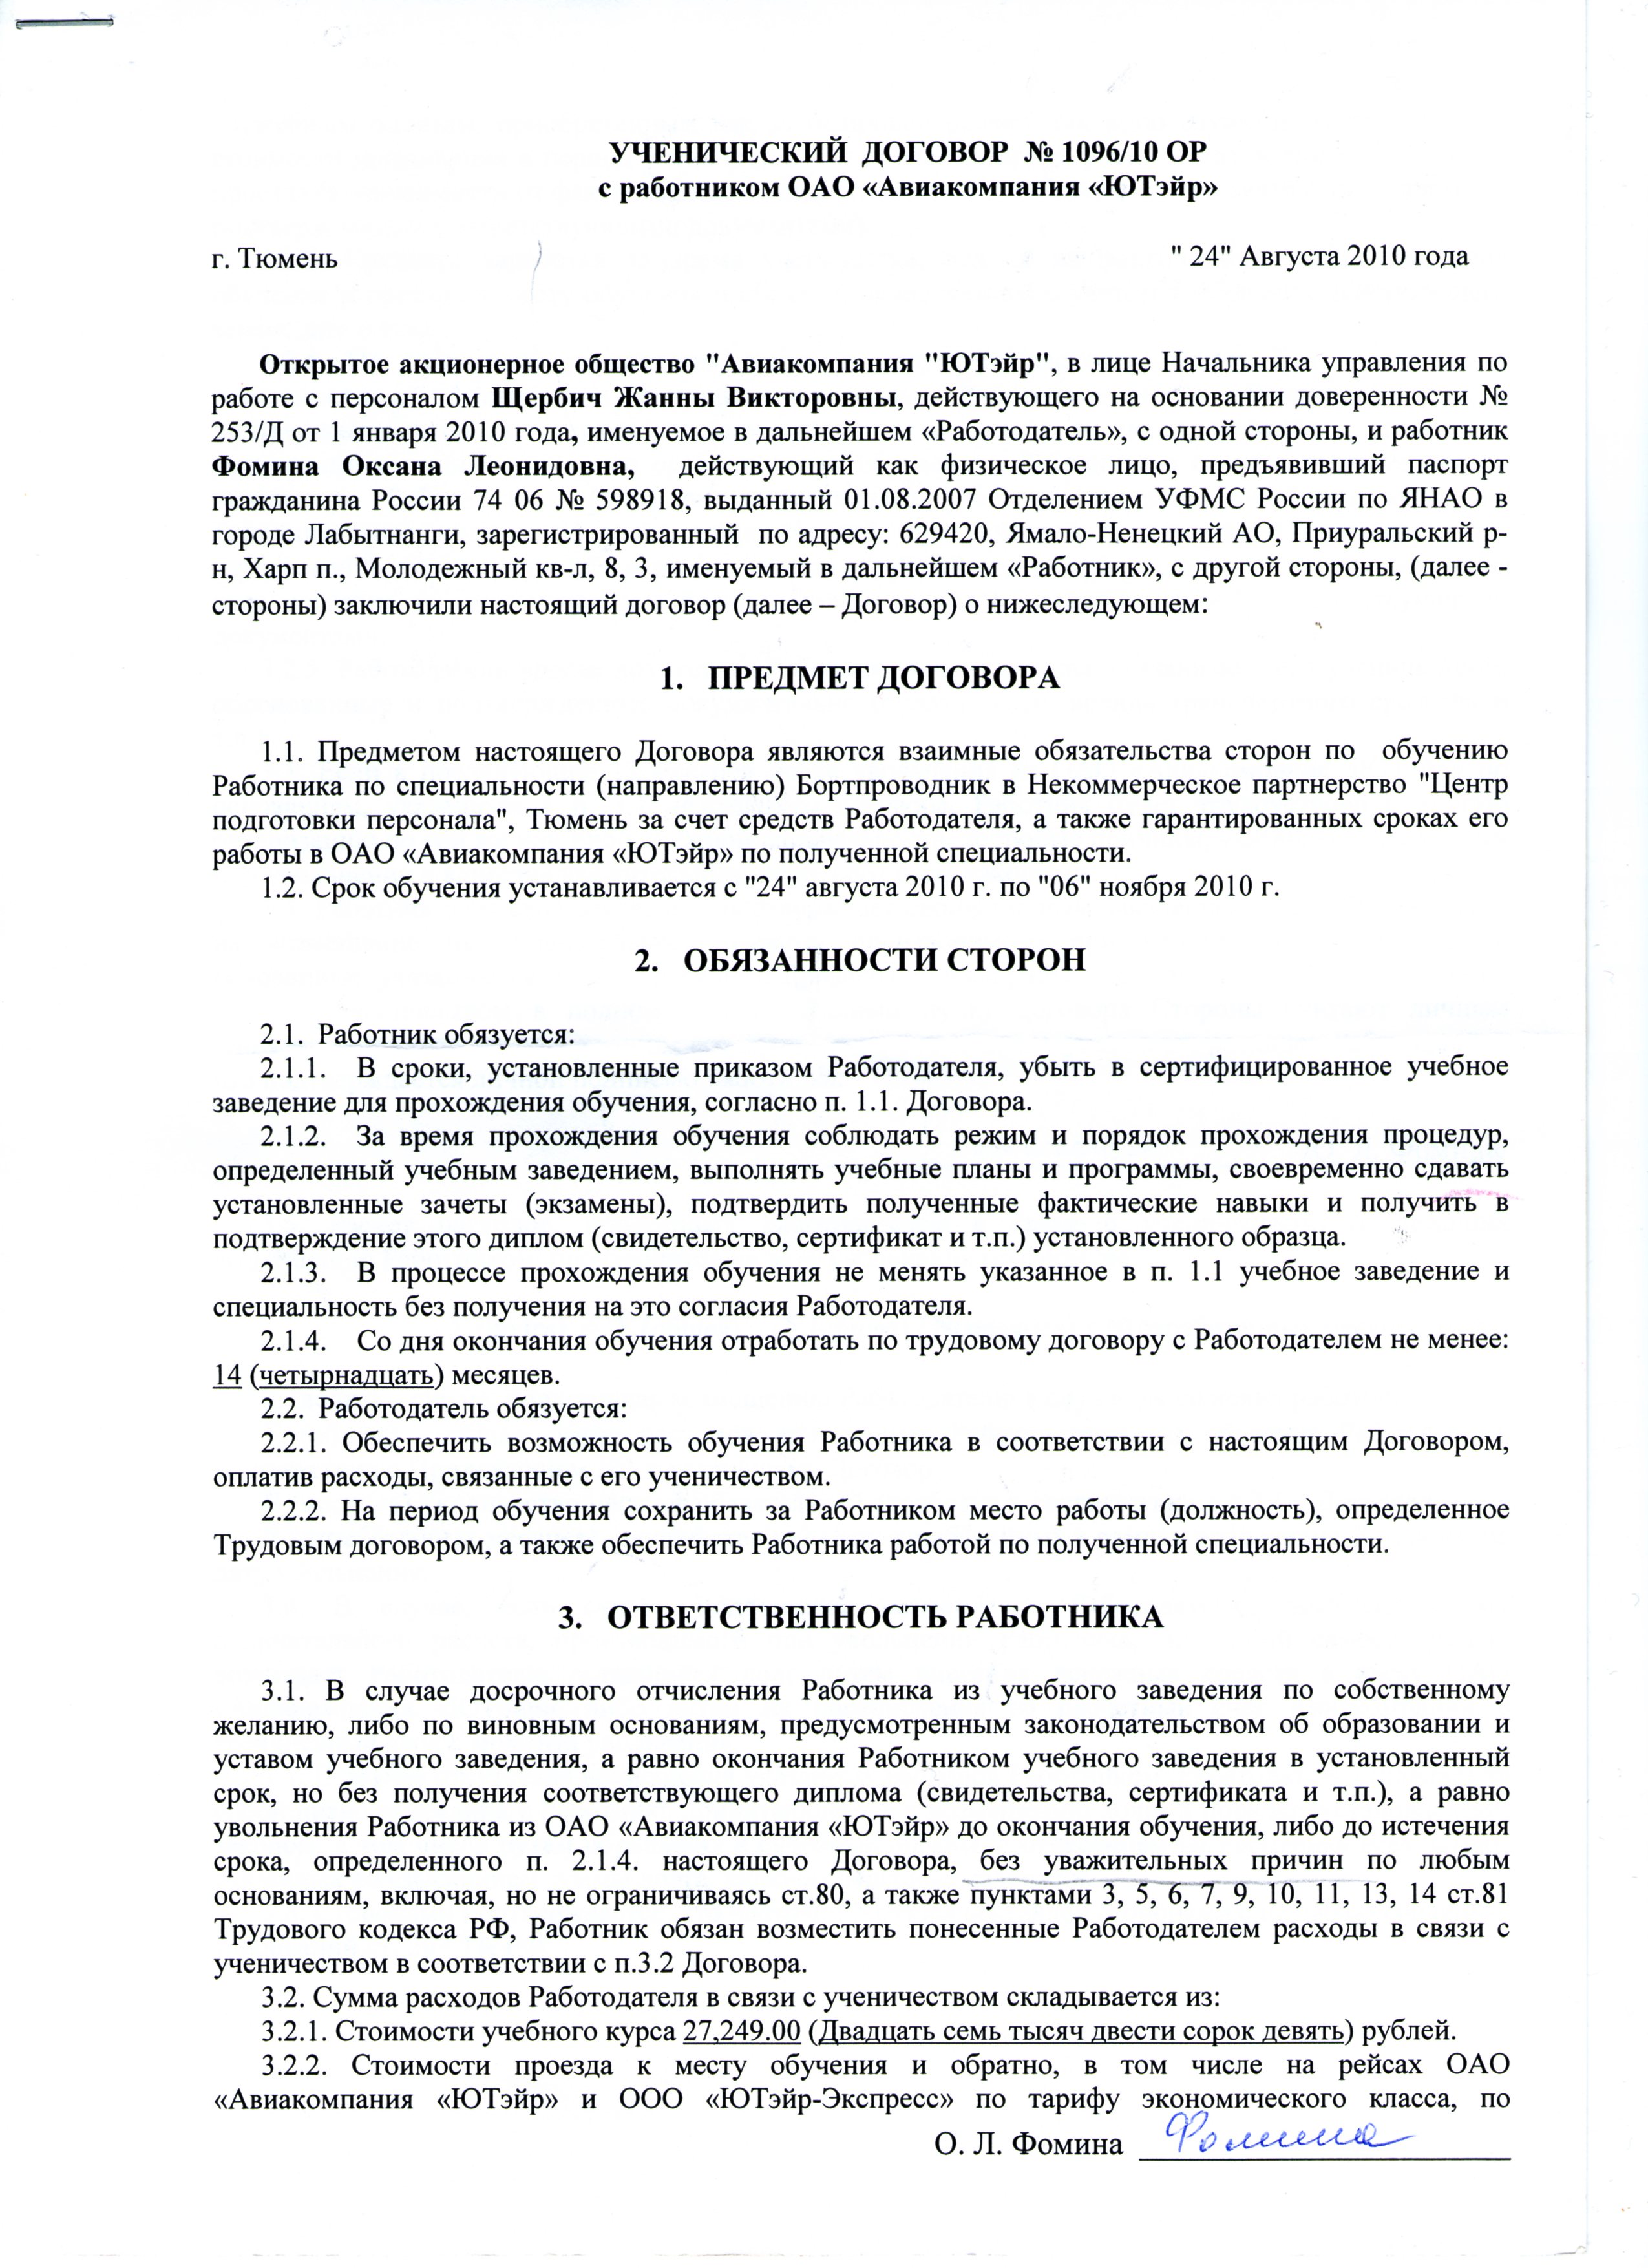 УЧЕНИЧЕСКИЙ ДОГОВОР № 1096/10 ОР
с работником ОАО «Авиакомпания «ЮТэйр»
г. Тюмень " 24" Августа 2010 года
Открытое акционерное общество "Авиакомпания "ЮТэйр", в лице Начальника управления по
работе с персоналом Щербич Жанны Викторовны, действующего на основании доверенности №
253/Д от 1 января 2010 года, именуемое в дальнейшем «Работодатель», с одной стороны, и работник
Фомина Оксана Леонидовна, действующий как физическое лицо, предъявивший паспорт
гражданина России 74 06 № 598918, выданный 01.08.2007 Отделением УФМС России по ЯНАО в
городе Лабытнанги, зарегистрированный по адресу: 629420, Ямало-Ненецкий АО, Приуральский р-
н, Харп п., Молодежный кв-л, 8, 3, именуемый в дальнейшем «Работник», с другой стороны, (далее -
стороны) заключили настоящий договор (далее – Договор) о нижеследующем:
1. ПРЕДМЕТ ДОГОВОРА
1.1. Предметом настоящего Договора являются взаимные обязательства сторон по обучению
Работника по специальности (направлению) Бортпроводник в Некоммерческое партнерство "Центр
подготовки персонала", Тюмень за счет средств Работодателя, а также гарантированных сроках его
работы в ОАО «Авиакомпания «ЮТэйр» по полученной специальности.
1.2. Срок обучения устанавливается с "24" августа 2010 г. по "06" ноября 2010 г.
2. ОБЯЗАННОСТИ СТОРОН
2.1. Работник обязуется:
2.1.1. В сроки, установленные приказом Работодателя, убыть в сертифицированное учебное
заведение для прохождения обучения, согласно п. 1.1. Договора.
2.1.2. За время прохождения обучения соблюдать режим и порядок прохождения процедур,
определенный учебным заведением, выполнять учебные планы и программы, своевременно сдавать
установленные зачеты (экзамены), подтвердить полученные фактические навыки и получить в
подтверждение этого диплом (свидетельство, сертификат и т.п.) установленного образца.
2.1.3. В процессе прохождения обучения не менять указанное в п. 1.1 учебное заведение и
специальность без получения на это согласия Работодателя.
2.1.4. Со дня окончания обучения отработать по трудовому договору с Работодателем не менее:
14 (четырнадцать) месяцев.
2.2. Работодатель обязуется:
2.2.1. Обеспечить возможность обучения Работника в соответствии с настоящим Договором,
оплатив расходы, связанные с его ученичеством.
2.2.2. На период обучения сохранить за Работником место работы (должность), определенное
Трудовым договором, а также обеспечить Работника работой по полученной специальности.
3. ОТВЕТСТВЕННОСТЬ РАБОТНИКА
3.1. В случае досрочного отчисления Работника из учебного заведения по собственному
желанию, либо по виновным основаниям, предусмотренным законодательством об образовании и
уставом учебного заведения, а равно окончания Работником учебного заведения в установленный
срок, но без получения соответствующего диплома (свидетельства, сертификата и т.п.), а равно
увольнения Работника из ОАО «Авиакомпания «ЮТэйр» до окончания обучения, либо до истечения
срока, определенного п. 2.1.4. настоящего Договора, без уважительных причин по любым
основаниям, включая, но не ограничиваясь ст.80, а также пунктами 3, 5, 6, 7, 9, 10, 11, 13, 14 ст.81
Трудового кодекса РФ, Работник обязан возместить понесенные Работодателем расходы в связи с
ученичеством в соответствии с п.3.2 Договора.
3.2. Сумма расходов Работодателя в связи с ученичеством складывается из:
3.2.1. Стоимости учебного курса 27,249.00 (Двадцать семь тысяч двести сорок девять) рублей.
3.2.2. Стоимости проезда к месту обучения и обратно, в том числе на рейсах ОАО
«Авиакомпания «ЮТэйр» и ООО «ЮТэйр-Экспресс» по тарифу экономического класса, по
О. Л. Фомина Фомина